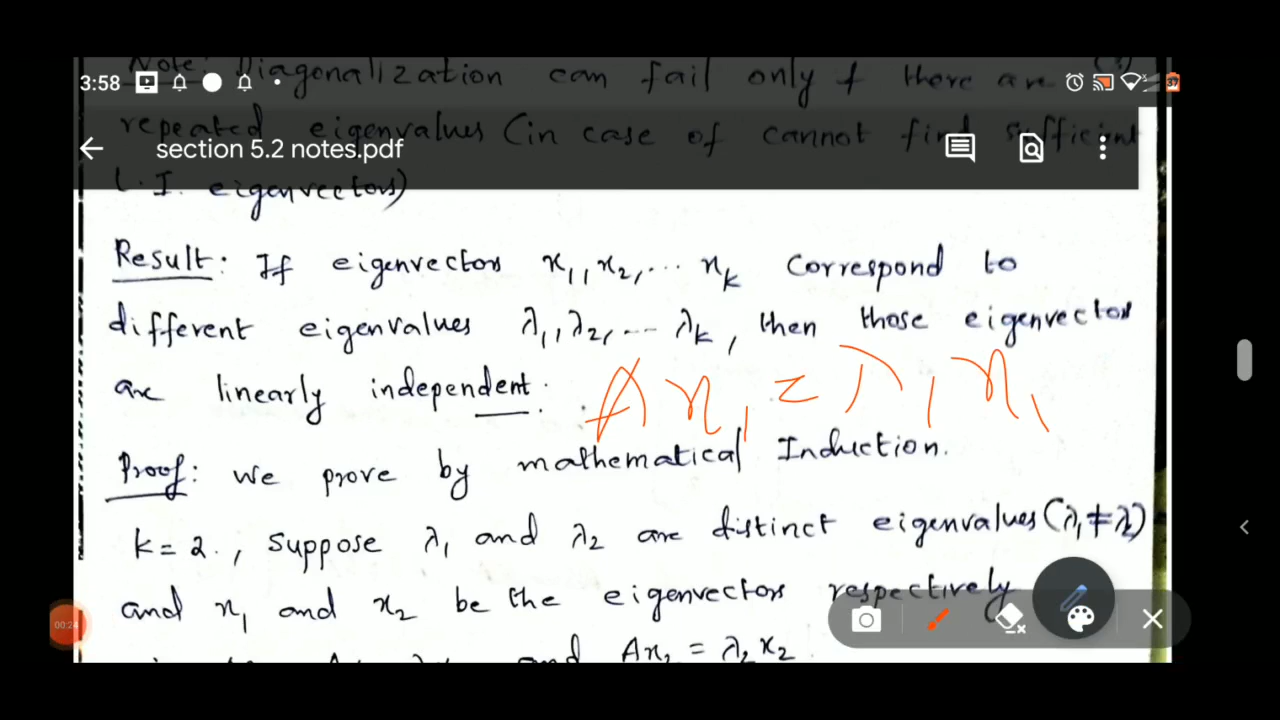 Note: Diagonalization can fail only if there are
3:58
37
repeated eigenvalues (in case of cannot find sufficient
section 5.2 notes.pdf
L.I. eigenvectors)
Result: If eigenvectors x₁, x₂, ... xₖ correspond to
different eigenvalues λ₁, λ₂, ... λₖ, then those eigenvector
are linearly independent.
Ax₁ = λ₁x₁
Proof: We prove by mathematical Induction.
k = 2, suppose λ₁ and λ₂ are distinct eigenvalues (λ₁ ≠ λ₂)
and x₁ and x₂ be the eigenvectors respectively
and Ax₂ = λ₂x₂
00:24